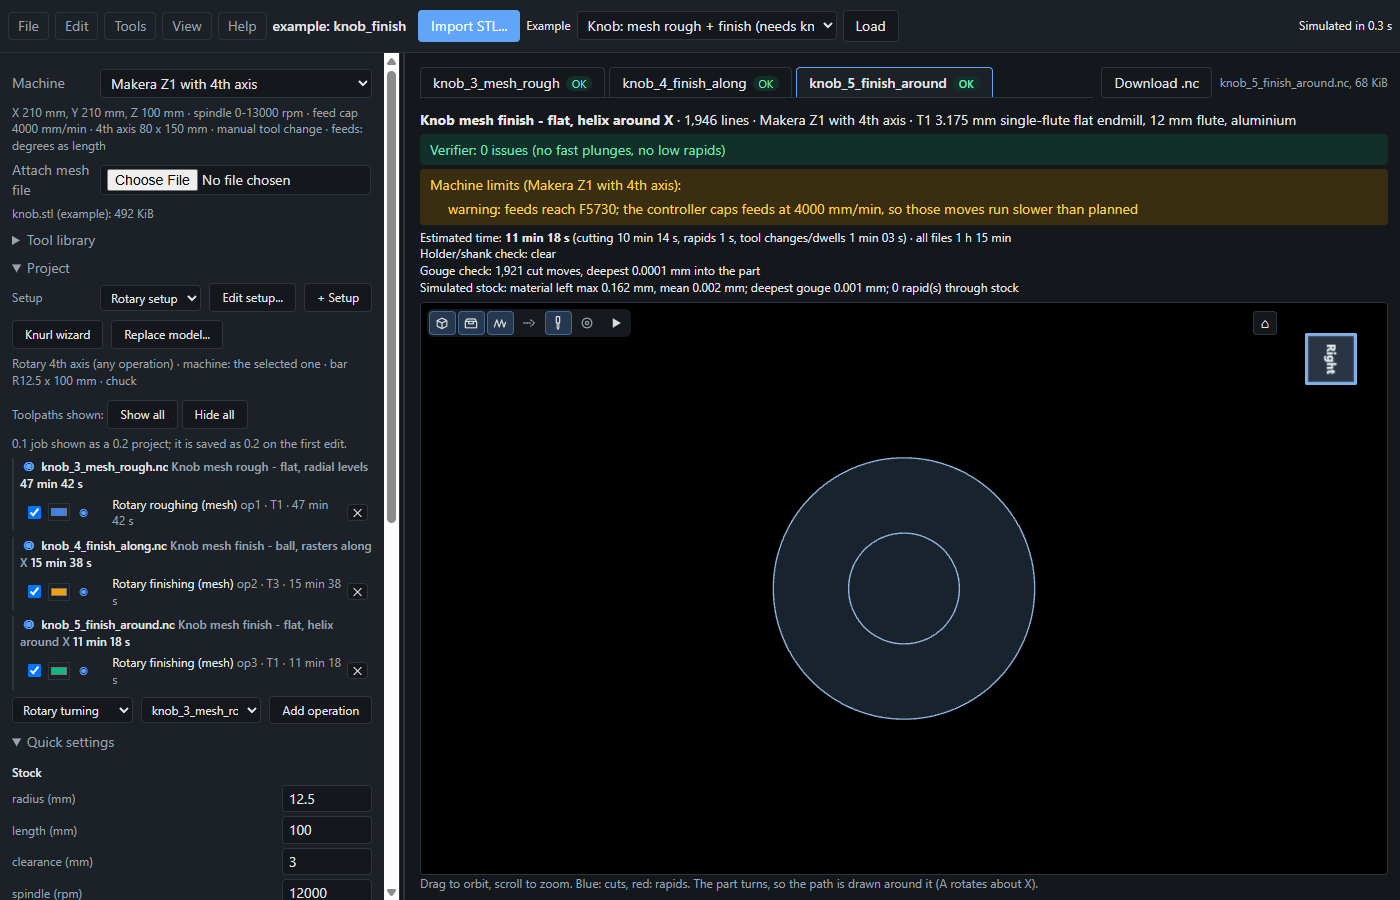 File Edit Tools View Help example: knob_finish Import STL... Example Knob: mesh rough + finish (needs kn Load Simulated in 0.3 s
Machine Makera Z1 with 4th axis
X 210 mm, Y 210 mm, Z 100 mm · spindle 0-13000 rpm · feed cap
4000 mm/min · 4th axis 80 x 150 mm · manual tool change · feeds:
degrees as length
Attach mesh
file Choose File No file chosen
knob.stl (example): 492 KiB
Tool library
Project
Setup Rotary setup Edit setup... + Setup
Knurl wizard Replace model...
Rotary 4th axis (any operation) · machine: the selected one · bar
R12.5 x 100 mm · chuck
Toolpaths shown: Show all Hide all
0.1 job shown as a 0.2 project; it is saved as 0.2 on the first edit.
knob_3_mesh_rough.nc Knob mesh rough - flat, radial levels
47 min 42 s
Rotary roughing (mesh) op1 · T1 · 47 min
42 s
knob_4_finish_along.nc Knob mesh finish - ball, rasters along
X 15 min 38 s
Rotary finishing (mesh) op2 · T3 · 15 min 38
s
knob_5_finish_around.nc Knob mesh finish - flat, helix
around X 11 min 18 s
Rotary finishing (mesh) op3 · T1 · 11 min 18
s
Rotary turning knob_3_mesh_ro Add operation
Quick settings
Stock
radius (mm) 12.5
length (mm) 100
clearance (mm) 3
spindle (rpm) 12000
knob_3_mesh_rough OK knob_4_finish_along OK knob_5_finish_around OK Download .nc knob_5_finish_around.nc, 68 KiB
Knob mesh finish - flat, helix around X · 1,946 lines · Makera Z1 with 4th axis · T1 3.175 mm single-flute flat endmill, 12 mm flute, aluminium
Verifier: 0 issues (no fast plunges, no low rapids)
Machine limits (Makera Z1 with 4th axis):
warning: feeds reach F5730; the controller caps feeds at 4000 mm/min, so those moves run slower than planned
Estimated time: 11 min 18 s (cutting 10 min 14 s, rapids 1 s, tool changes/dwells 1 min 03 s) · all files 1 h 15 min
Holder/shank check: clear
Gouge check: 1,921 cut moves, deepest 0.0001 mm into the part
Simulated stock: material left max 0.162 mm, mean 0.002 mm; deepest gouge 0.001 mm; 0 rapid(s) through stock
Right
Drag to orbit, scroll to zoom. Blue: cuts, red: rapids. The part turns, so the path is drawn around it (A rotates about X).